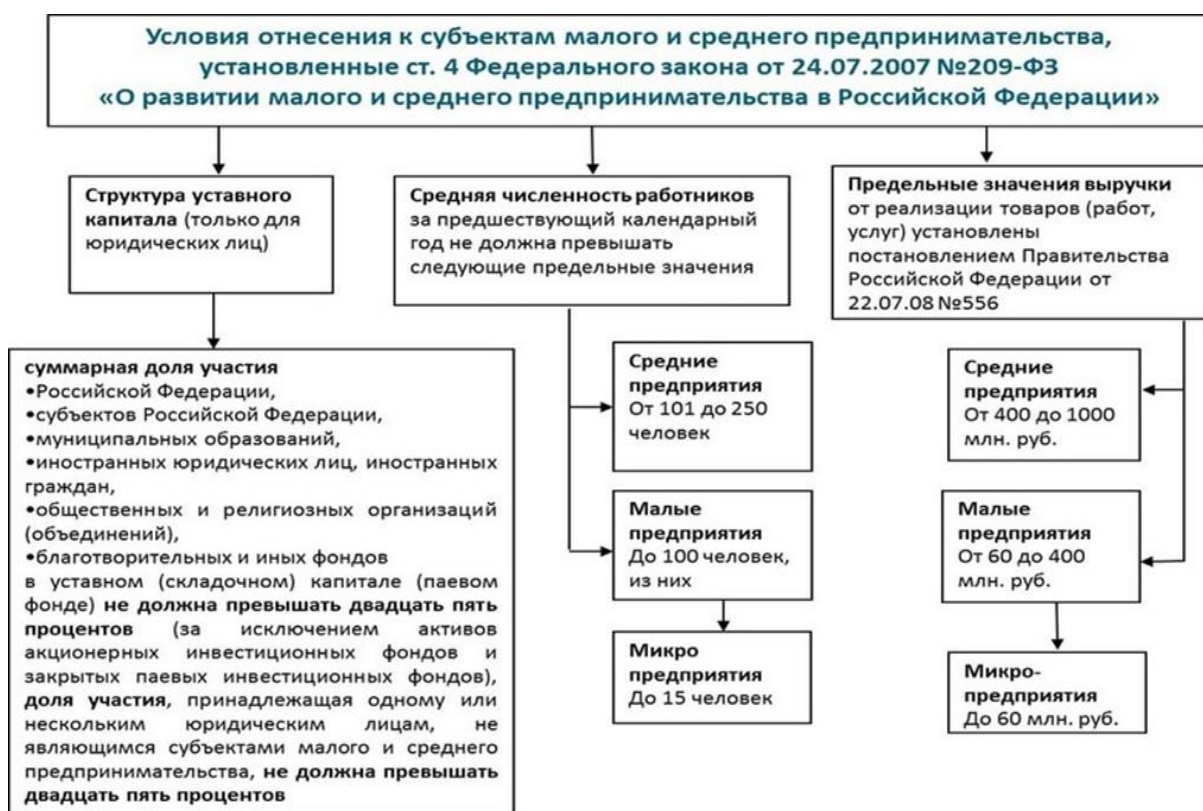 Условия отнесения к субъектам малого и среднего предпринимательства,
установленные ст. 4 Федерального закона от 24.07.2007 №209-ФЗ
«О развитии малого и среднего предпринимательства в Российской Федерации»
Структура уставного
капитала (только для
юридических лиц)
суммарная доля участия
•Российской Федерации,
•субъектов Российской Федерации,
•муниципальных образований,
•иностранных юридических лиц, иностранных
граждан,
•общественных и религиозных организаций
(объединений),
•благотворительных и иных фондов
в уставном (складочном) капитале (паевом
фонде) не должна превышать двадцать пять
процентов (за исключением активов
акционерных инвестиционных фондов и
закрытых паевых инвестиционных фондов),
доля участия, принадлежащая одному или
нескольким юридическим лицам, не
являющимся субъектами малого и среднего
предпринимательства, не должна превышать
двадцать пять процентов
Средняя численность работников
за предшествующий календарный
год не должна превышать
следующие предельные значения
Средние
предприятия
От 101 до 250
человек
Малые
предприятия
До 100 человек,
из них
Микро
предприятия
До 15 человек
Предельные значения выручки
от реализации товаров (работ,
услуг) установлены
постановлением Правительства
Российской Федерации от
22.07.08 №556
Средние
предприятия
От 400 до 1000
млн. руб.
Малые
предприятия
От 60 до 400
млн. руб.
Микро-
предприятия
До 60 млн. руб.